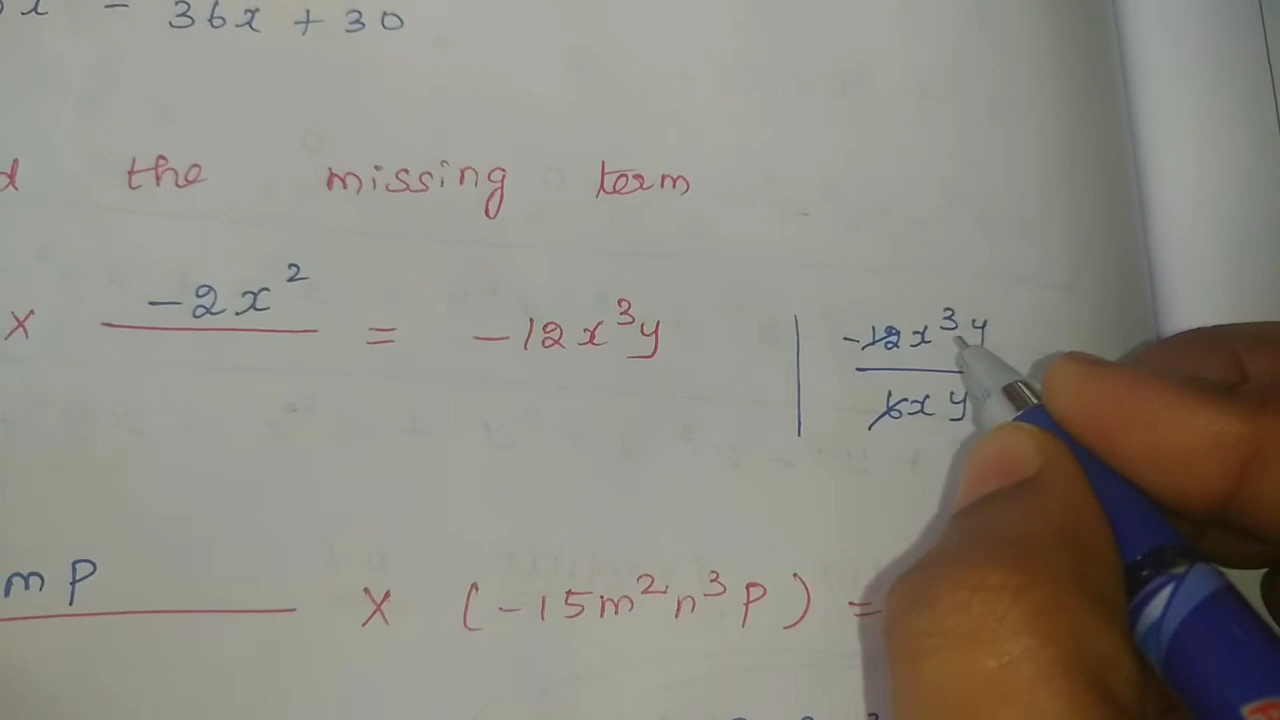 - 36x + 30
the missing term
x -2x² = -12x³y | -12x³y / 6xy
mp x (-15m²n³p) =